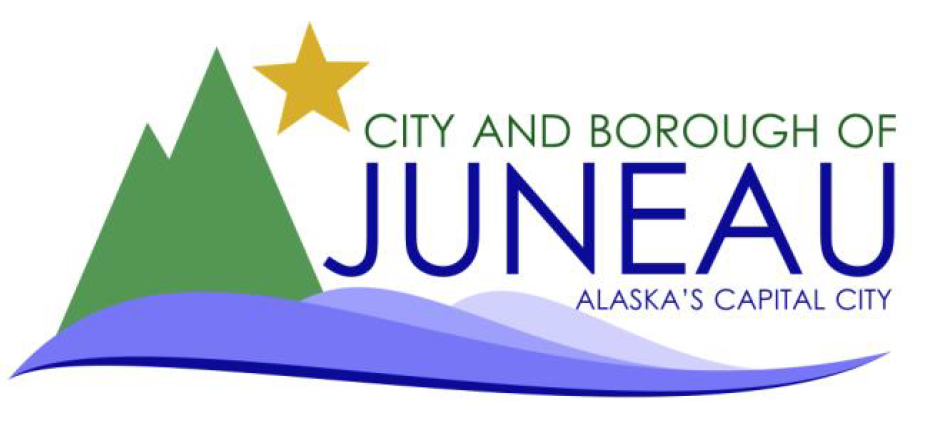 CITY AND BOROUGH OF
JUNEAU
ALASKA'S CAPITAL CITY